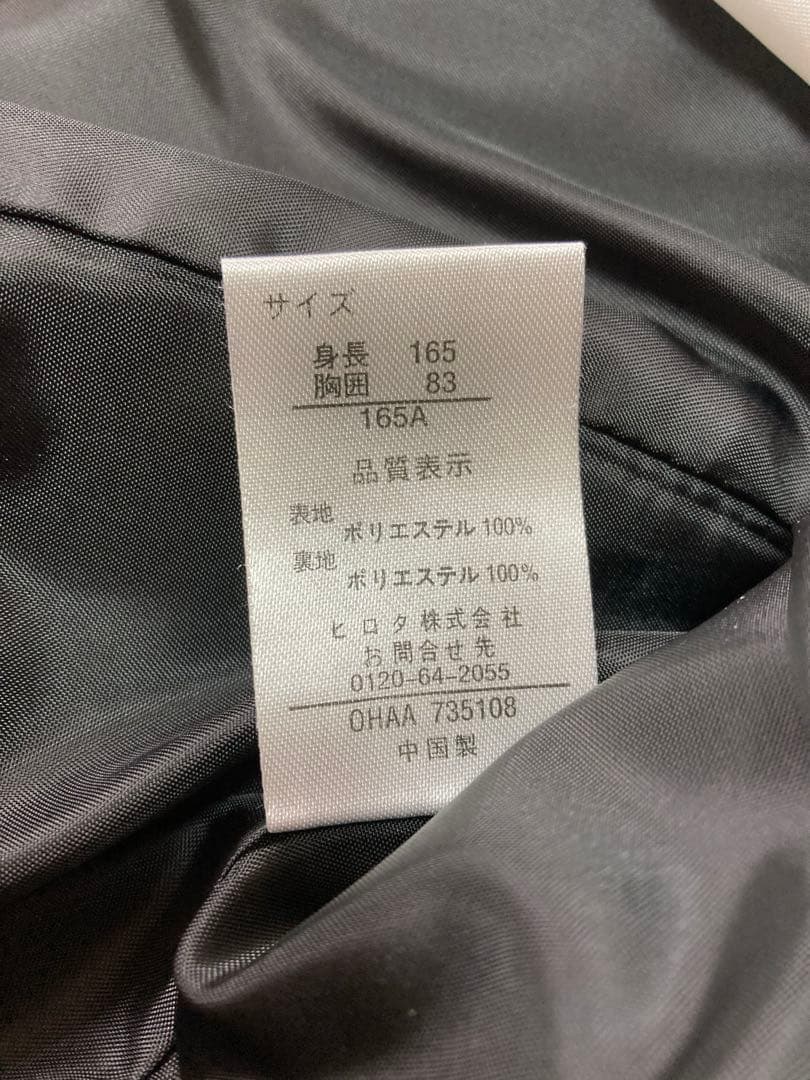 サイズ
身長 165
胸囲 83
165A
品質表示
表地 ポリエステル 100%
裏地 ポリエステル 100%
ヒロタ株式会社
お問合せ先
0120-64-2055
OHAA 735108
中国製